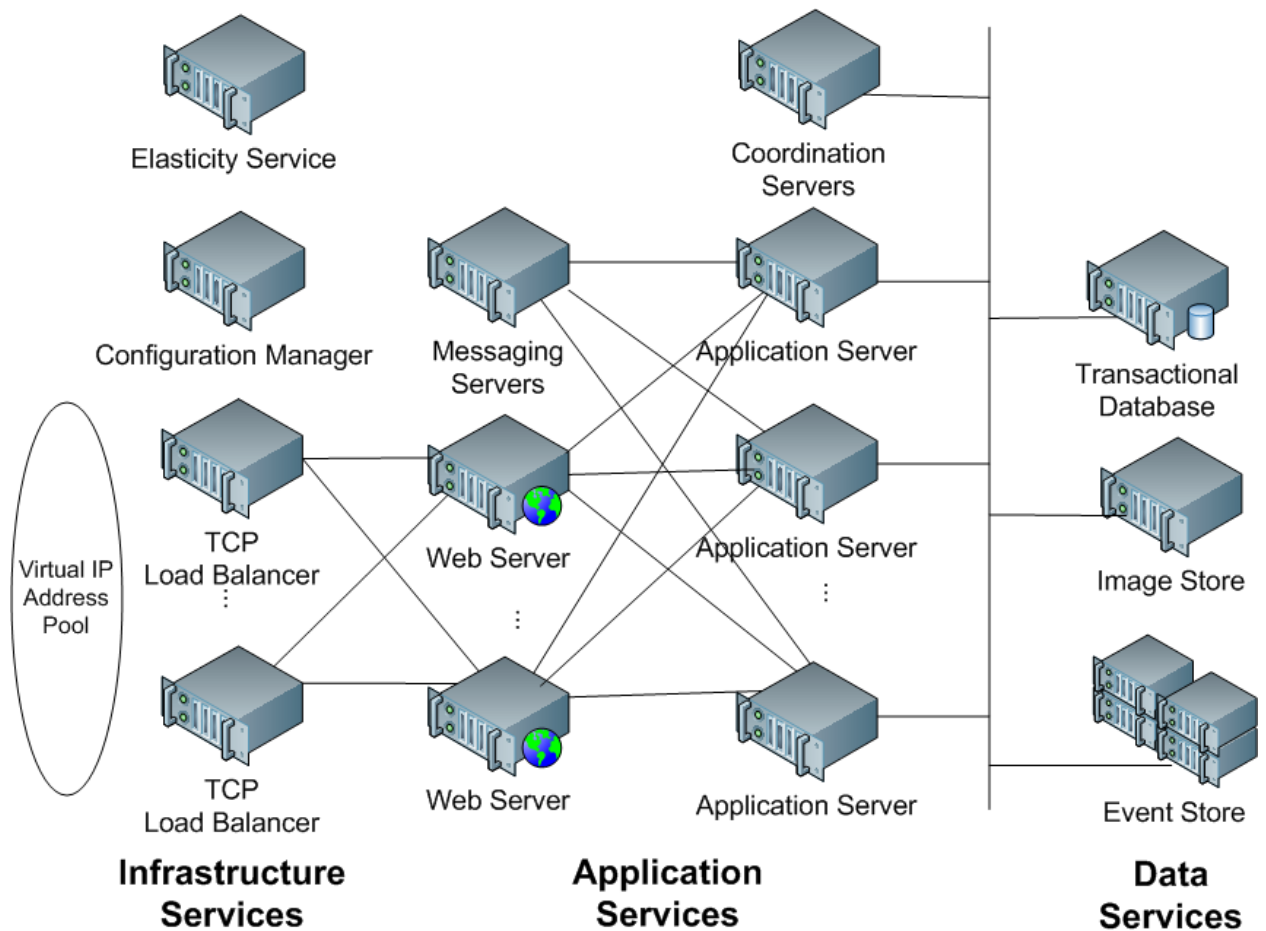 Elasticity Service
Coordination
Servers
Configuration Manager
Messaging
Servers
Application Server
Transactional
Database
Virtual IP
Address
Pool
TCP
Load Balancer
...
Web Server
...
Application Server
...
Image Store
TCP
Load Balancer
Web Server
Application Server
Event Store
Infrastructure
Services
Application
Services
Data
Services